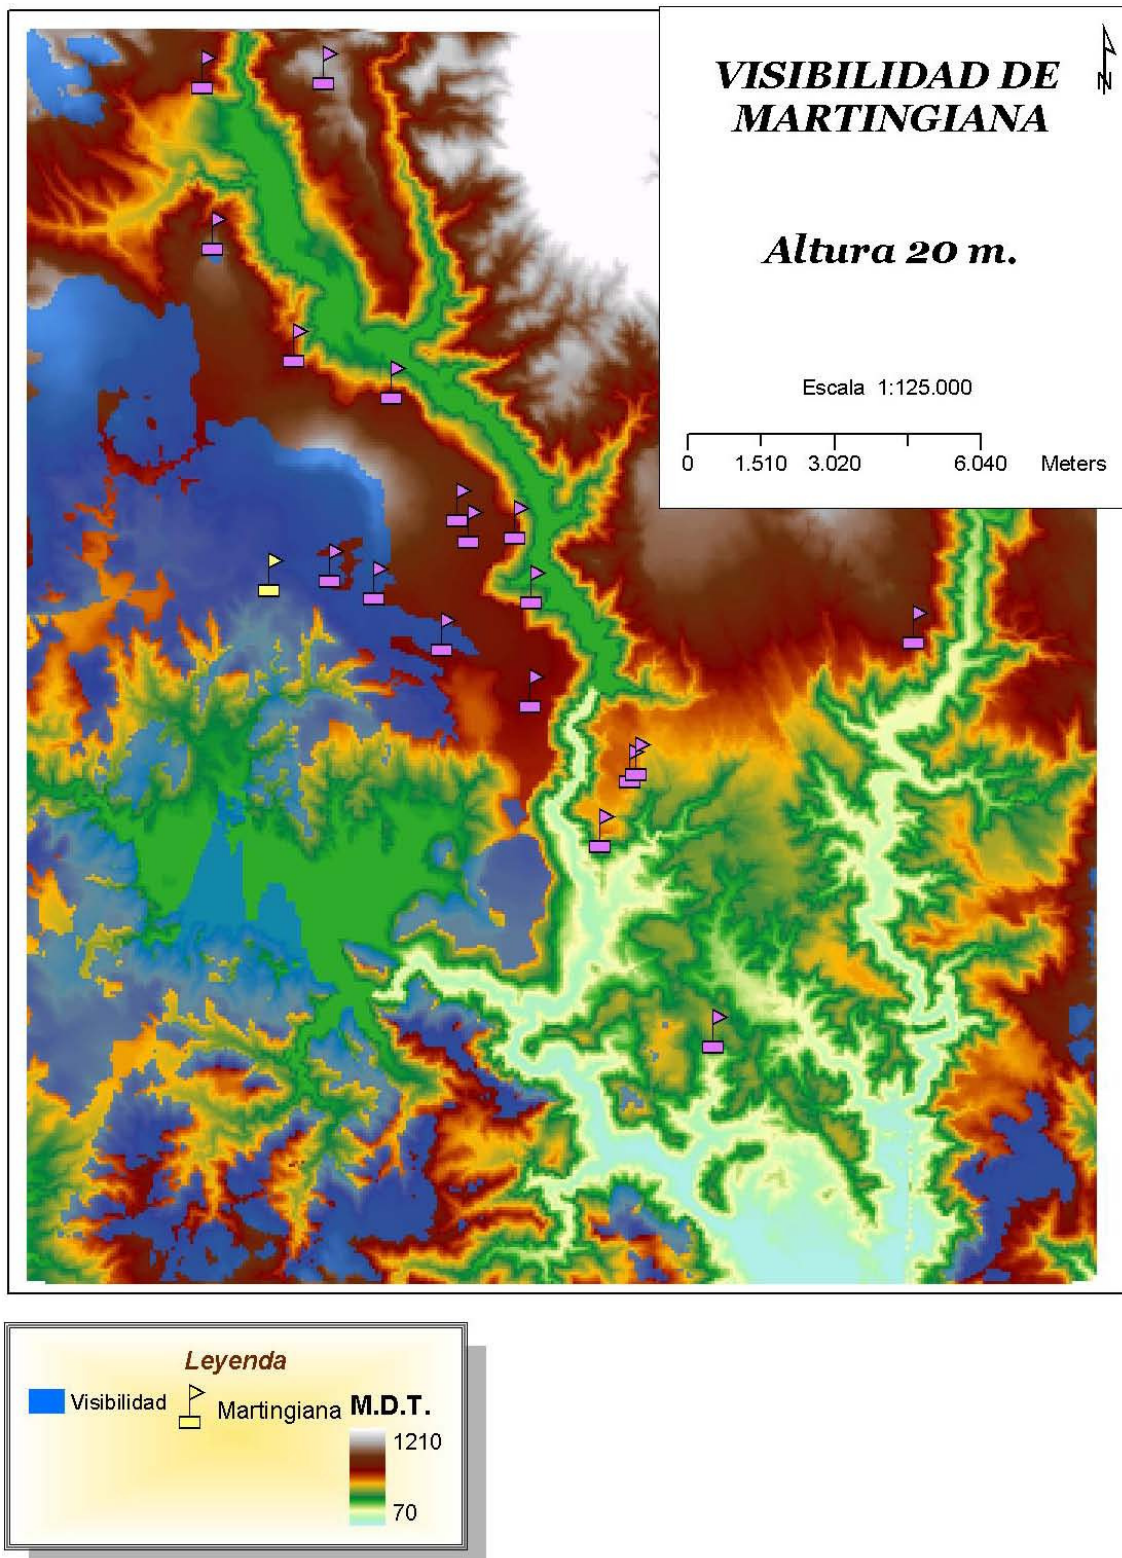 VISIBILIDAD DE
MARTINGIANA
N
Altura 20 m.
Escala 1:125.000
0 1.510 3.020 6.040 Meters
Leyenda
Visibilidad Martingiana M.D.T.
1210
70